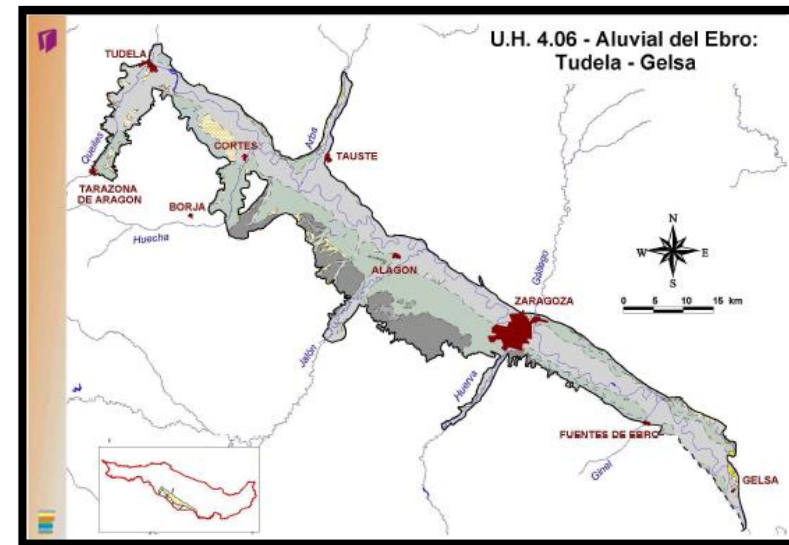 U.H. 4.06 - Aluvial del Ebro:
Tudela - Gelsa
TUDELA
Queiles
CORTES
Arba
TAUSTE
TARAZONA
DE ARAGON
BORJA
Huecha
N
W E
S
ALAGON
Gállego
0 5 10 15 km
ZARAGOZA
Jalón
Huerva
FUENTES DE EBRO
Ginel
GELSA